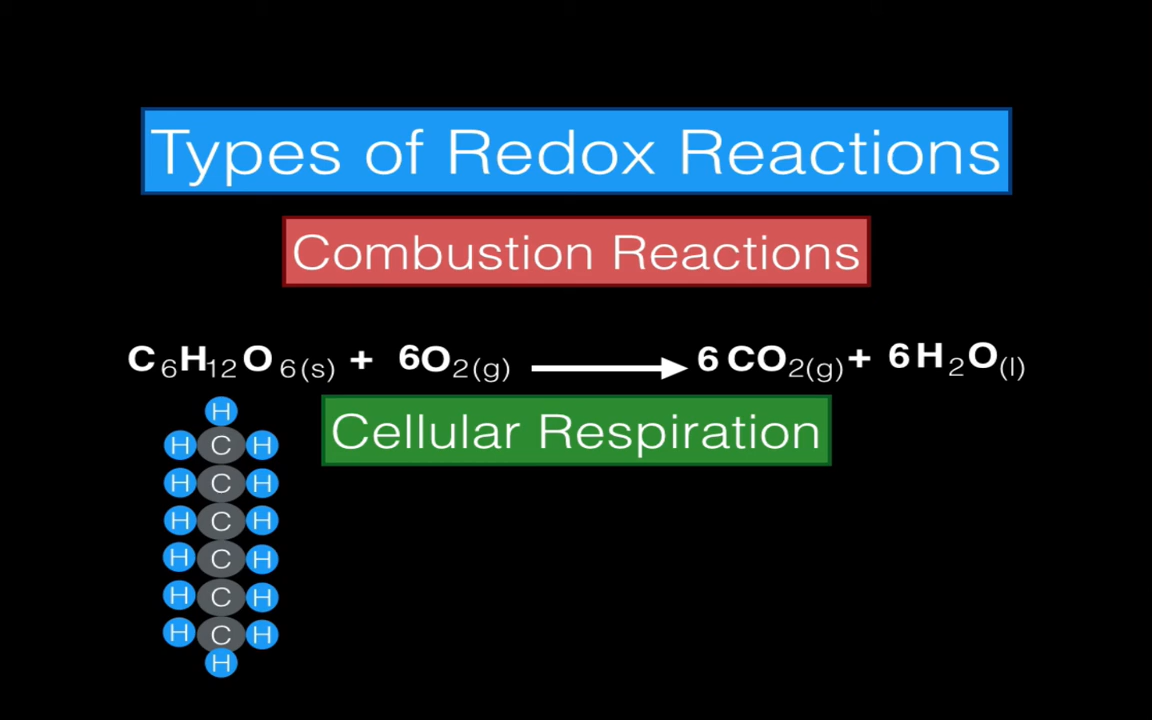 Types of Redox Reactions
Combustion Reactions
C₆H₁₂O₆(s) + 6O₂(g) ⟶ 6CO₂(g) + 6H₂O(l)
Cellular Respiration
H
H C H
H C H
H C H
H C H
H C H
H C H
H